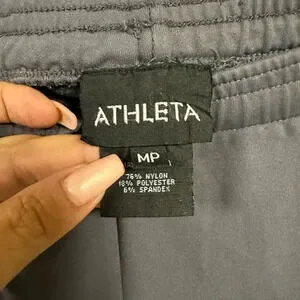 ATHLETA
MP
76% NYLON
18% POLYESTER
6% SPANDEX